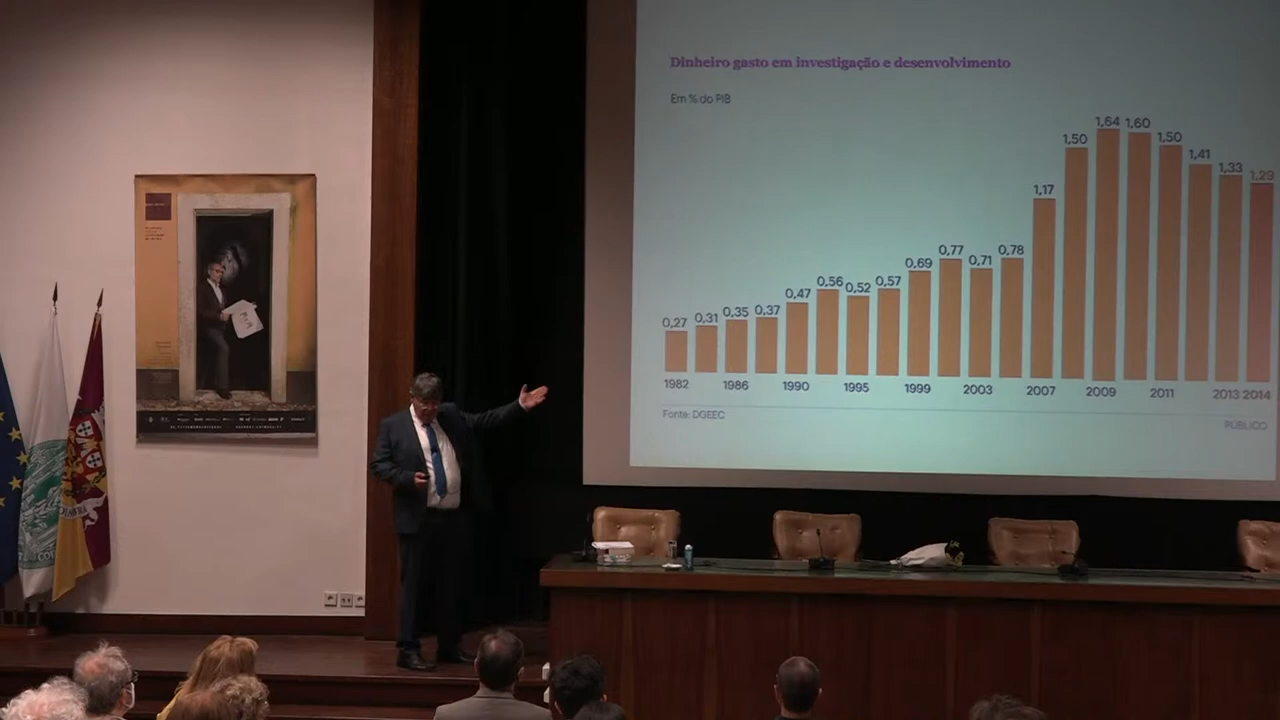 Dinheiro gasto em investigação e desenvolvimento
Em % do PIB
0,27 0,31 0,35 0,37 0,47 0,56 0,52 0,57 0,69 0,77 0,71 0,78 1,17 1,50 1,64 1,60 1,50 1,41 1,33 1,29
1982 1986 1990 1995 1999 2003 2007 2009 2011 2013 2014
Fonte: DGEEC
PÚBLICO